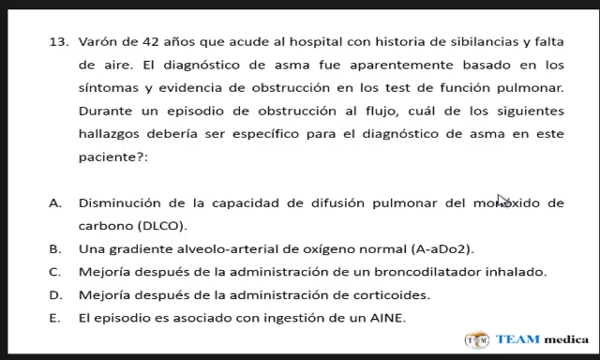 13. Varón de 42 años que acude al hospital con historia de sibilancias y falta
de aire. El diagnóstico de asma fue aparentemente basado en los
síntomas y evidencia de obstrucción en los test de función pulmonar.
Durante un episodio de obstrucción al flujo, cuál de los siguientes
hallazgos debería ser específico para el diagnóstico de asma en este
paciente?:
A. Disminución de la capacidad de difusión pulmonar del monóxido de
carbono (DLCO).
B. Una gradiente alveolo-arterial de oxígeno normal (A-aDo2).
C. Mejoría después de la administración de un broncodilatador inhalado.
D. Mejoría después de la administración de corticoides.
E. El episodio es asociado con ingestión de un AINE.
TEAM medica